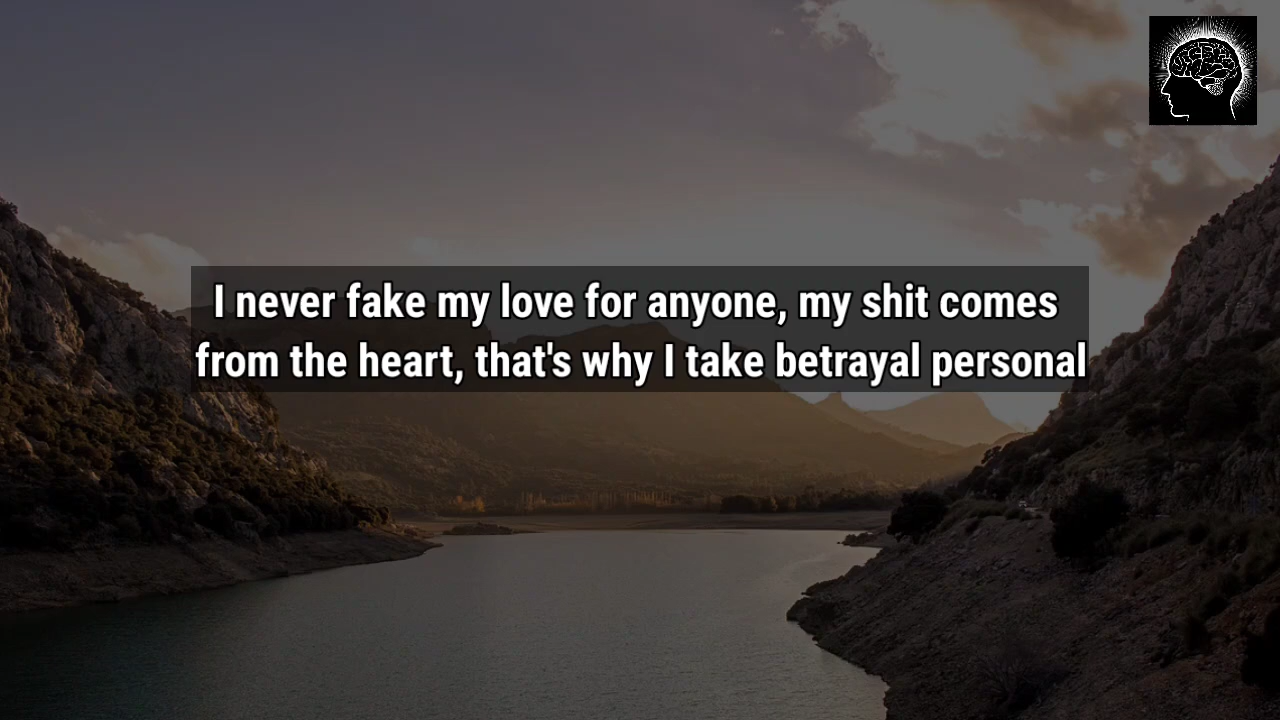 I never fake my love for anyone, my shit comes
from the heart, that's why I take betrayal personal